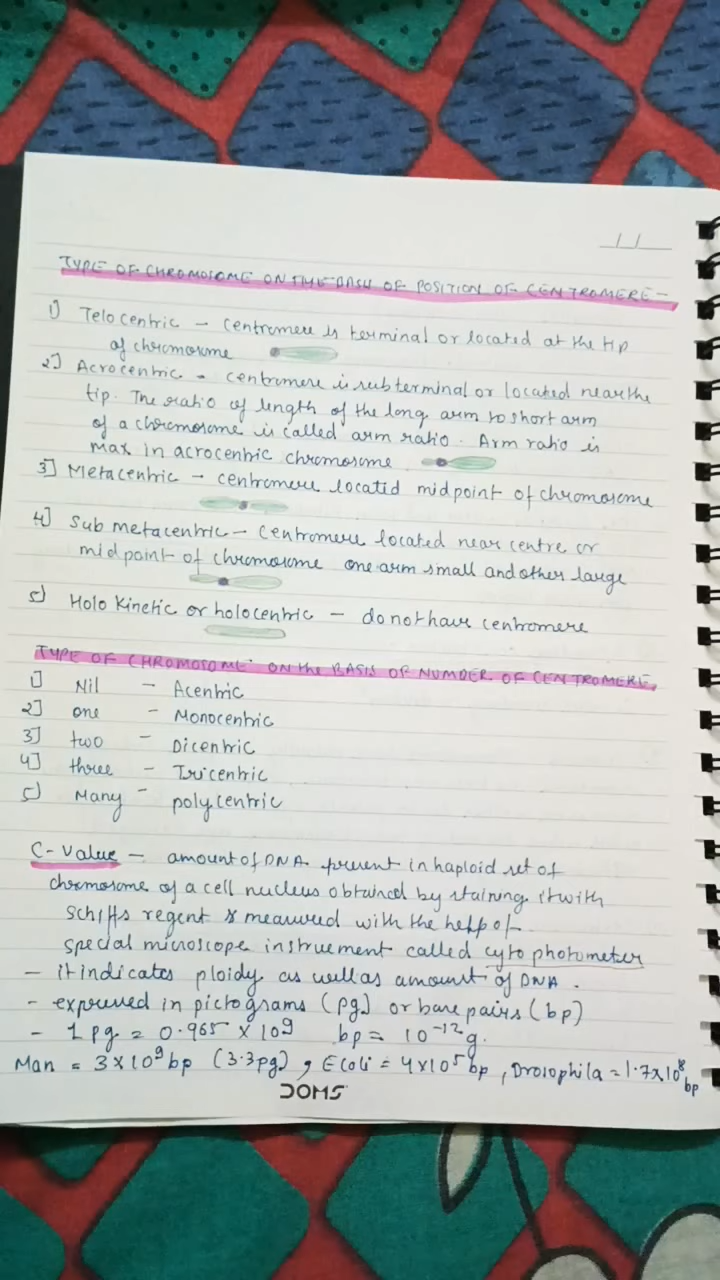 TYPE OF CHROMOSOME ON THE BASIS OF POSITION OF CENTROMERE -
1) Telocentric - centromere is terminal or located at the tip
of chromosome
2] Acrocentric - centromere is subterminal or located near the
tip. The ratio of length of the long arm to short arm
of a chromosome is called arm ratio. Arm ratio is
max in acrocentric chromosome
3] Metacentric - centromere located midpoint of chromosome
4] Sub metacentric - Centromere located near centre or
midpoint of chromosome one arm small and other large
5) Holo Kinetic or holocentric - do not have centromere
TYPE OF CHROMOSOME ON the BASIS OF NUMBER OF CENTROMERE
1] Nil - Acentric
2] one - Monocentric
3] two - Dicentric
4] three - Tricentric
5) Many - polycentric
C-Value - amount of DNA present in haploid set of
chromosome of a cell nucleus obtained by staining it with
Schiffs regent & measured with the help of
special microscope instruement called cyto photometer
- it indicates ploidy as well as amount of DNA.
- expressed in pictograms (pg) or base pairs (bp)
- 1 pg = 0.965 x 10⁹ bp = 10⁻¹²g.
Man = 3x10⁹ bp (3.3pg), E coli = 4x10⁵ bp, Drosophila = 1.7x10⁸ bp
DOMS